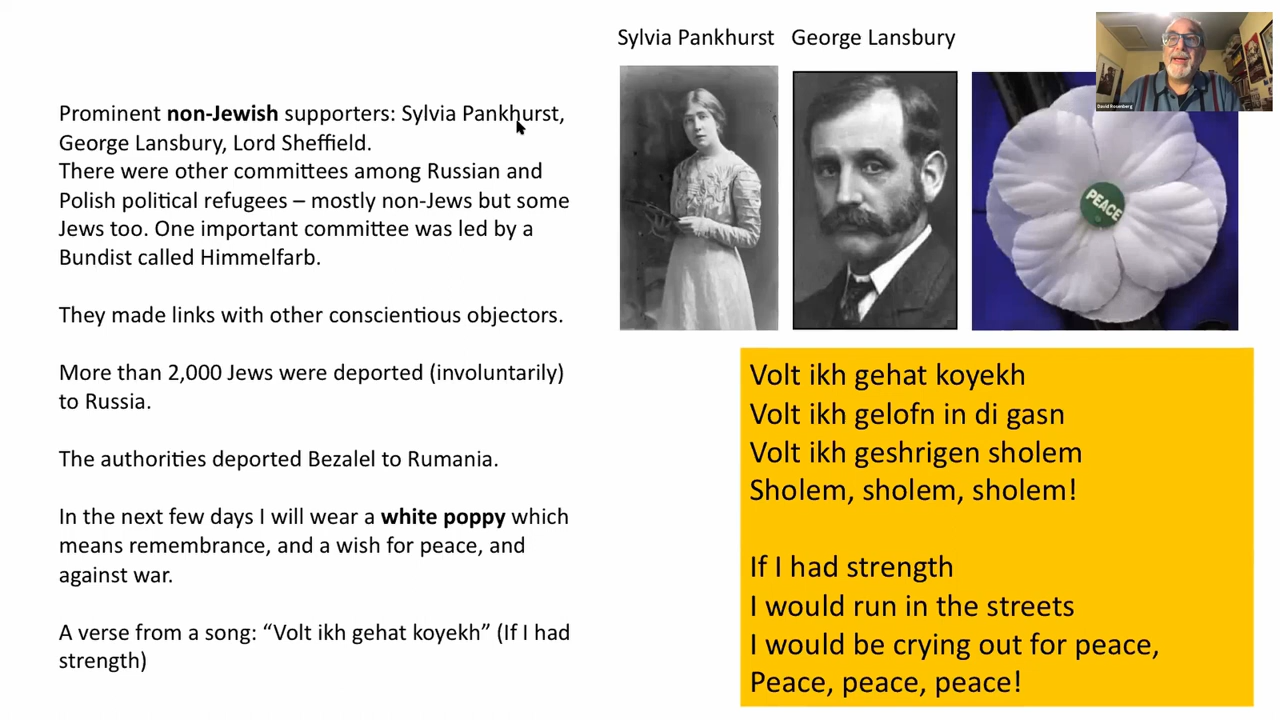 Sylvia Pankhurst George Lansbury
David Rosenberg
Prominent non-Jewish supporters: Sylvia Pankhurst,
George Lansbury, Lord Sheffield.
There were other committees among Russian and
Polish political refugees – mostly non-Jews but some
Jews too. One important committee was led by a
Bundist called Himmelfarb.
They made links with other conscientious objectors.
More than 2,000 Jews were deported (involuntarily)
to Russia.
The authorities deported Bezalel to Rumania.
In the next few days I will wear a white poppy which
means remembrance, and a wish for peace, and
against war.
A verse from a song: “Volt ikh gehat koyekh” (If I had
strength)
PEACE
Volt ikh gehat koyekh
Volt ikh gelofn in di gasn
Volt ikh geshrigen sholem
Sholem, sholem, sholem!
If I had strength
I would run in the streets
I would be crying out for peace,
Peace, peace, peace!